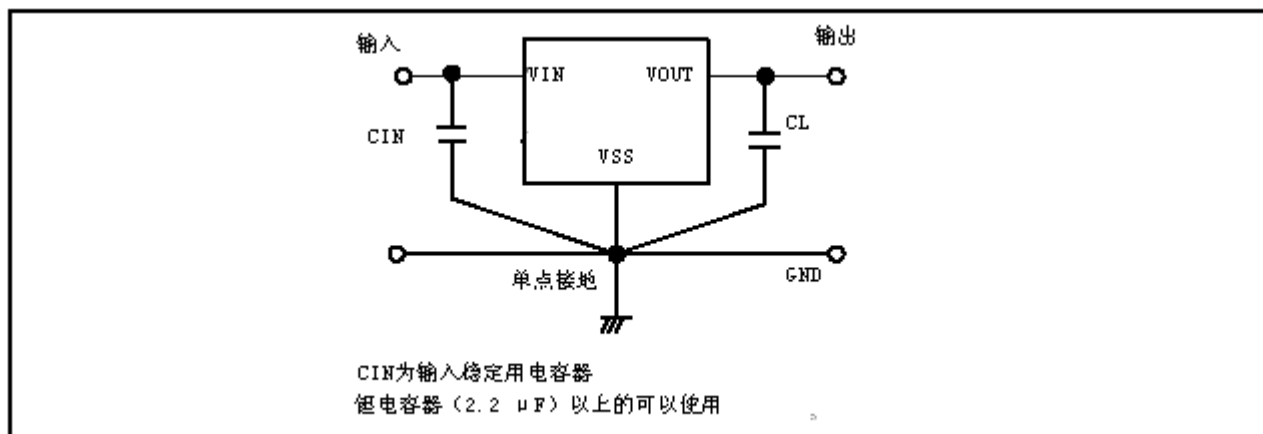 输入
输出
VIN
VOUT
CIN
CL
VSS
单点接地
GND
CIN为输入稳定用电容器
钽电容器（2.2 μF）以上的可以使用